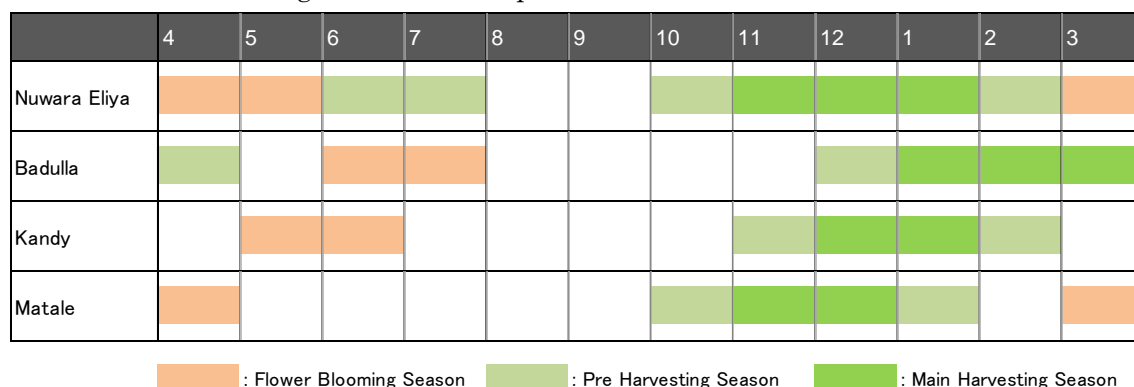 4 5 6 7 8 9 10 11 12 1 2 3
Nuwara Eliya
Badulla
Kandy
Matale
: Flower Blooming Season : Pre Harvesting Season : Main Harvesting Season